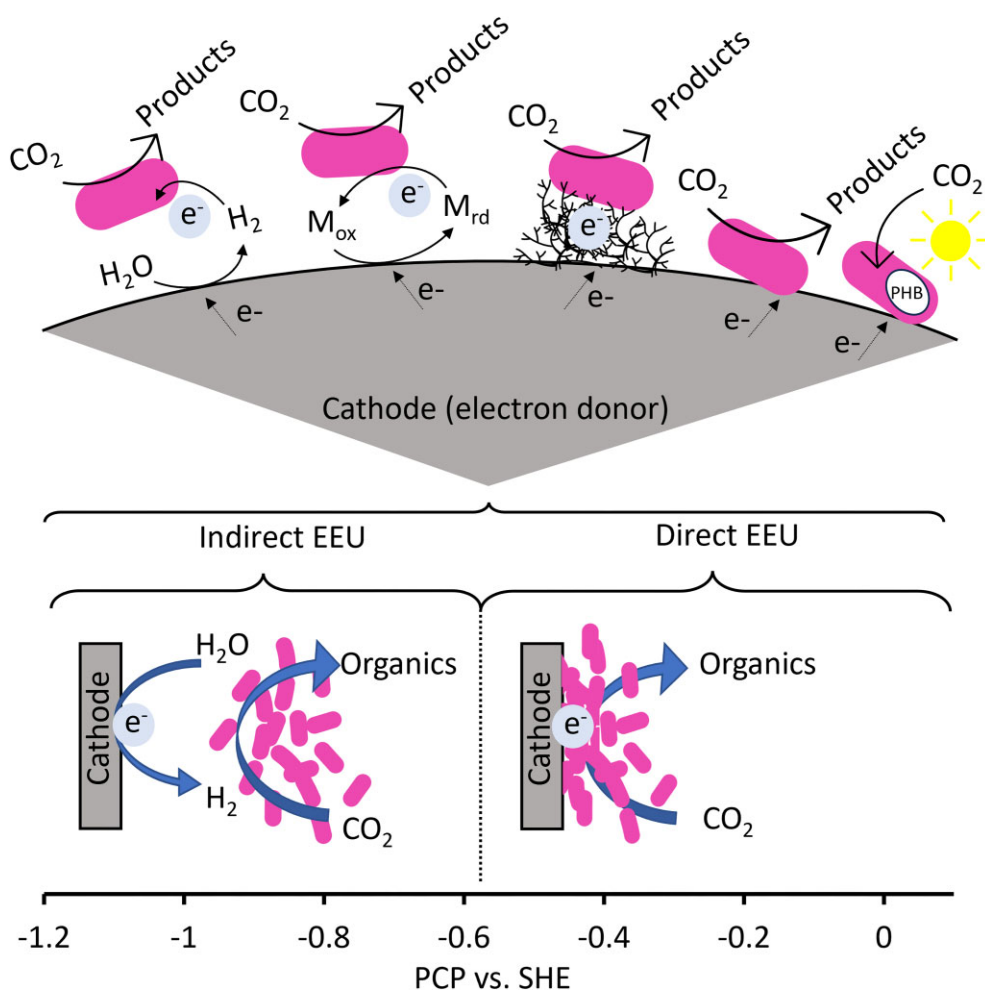 CO₂
Products
e⁻
H₂
H₂O
e-
CO₂
Products
e⁻
Mₒₓ
M_rd
e-
CO₂
Products
e⁻
e-
CO₂
Products
e-
CO₂
PHB
e-
Cathode (electron donor)
Indirect EEU
Direct EEU
Cathode
H₂O
e⁻
H₂
Organics
CO₂
Cathode
e⁻
Organics
CO₂
-1.2 -1 -0.8 -0.6 -0.4 -0.2 0
PCP vs. SHE